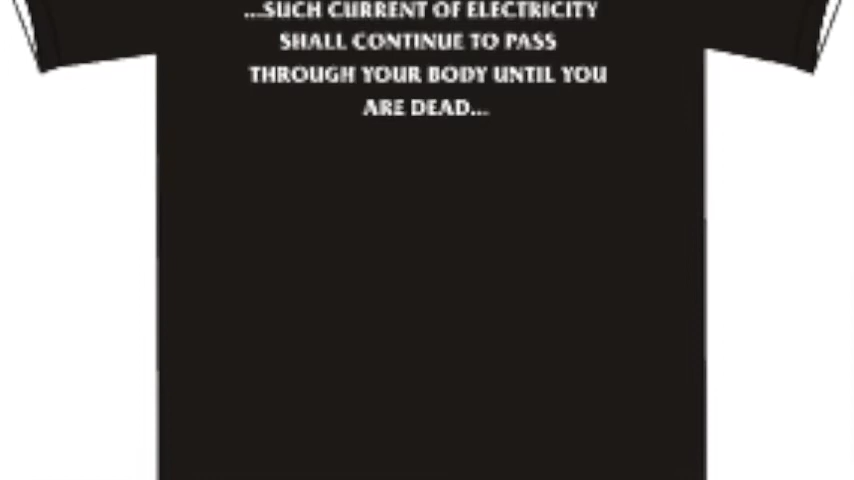 ...SUCH CURRENT OF ELECTRICITY
SHALL CONTINUE TO PASS
THROUGH YOUR BODY UNTIL YOU
ARE DEAD...